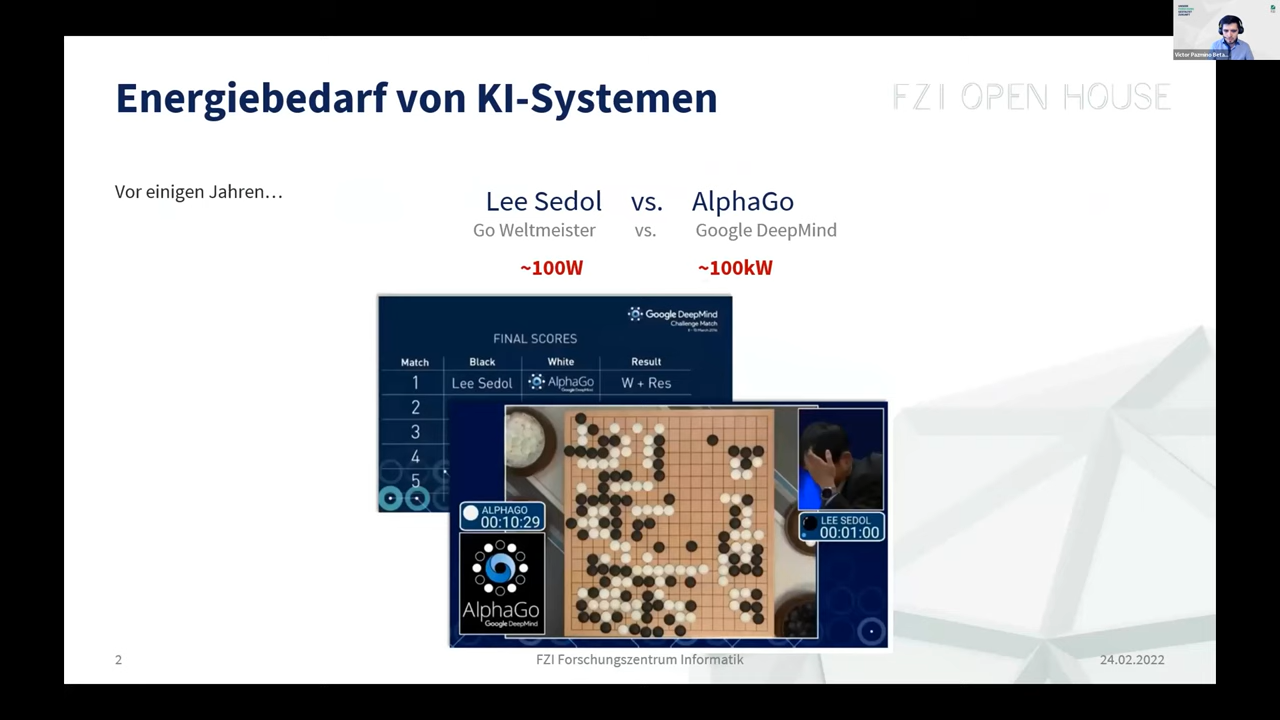 Energiebedarf von KI-Systemen
FZI OPEN HOUSE
Vor einigen Jahren…
Lee Sedol vs. AlphaGo
Go Weltmeister vs. Google DeepMind
~100W ~100kW
Google DeepMind
Challenge Match
FINAL SCORES
Match Black White Result
1 Lee Sedol AlphaGo W + Res
2
3
4
5
ALPHAGO
00:10:29
LEE SEDOL
00:01:00
AlphaGo
Google DeepMind
2 FZI Forschungszentrum Informatik 24.02.2022